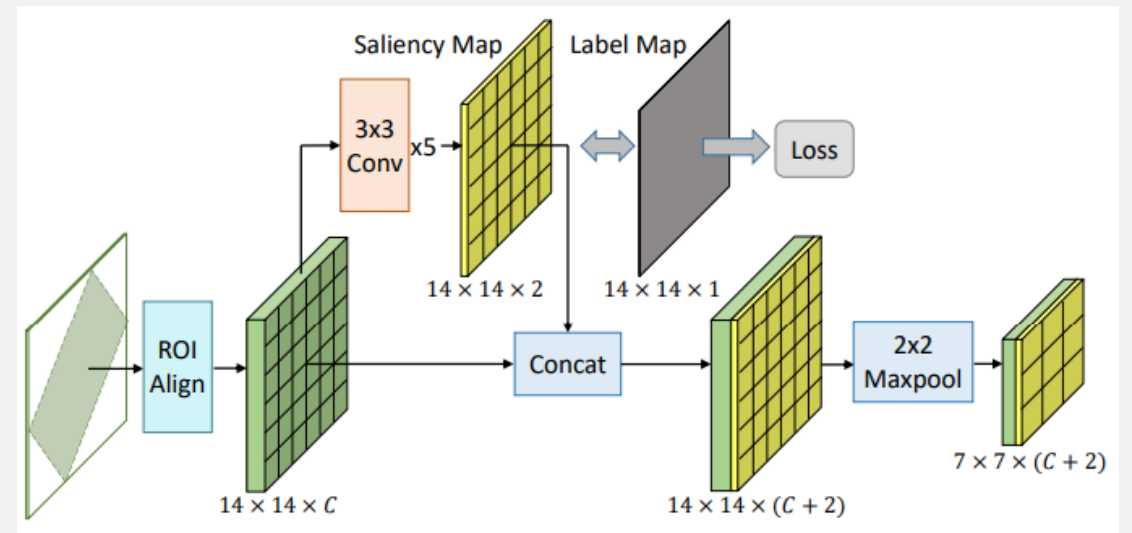 Saliency Map
Label Map
3x3
Conv
x5
Loss
14 × 14 × 2
14 × 14 × 1
ROI
Align
Concat
2x2
Maxpool
14 × 14 × C
14 × 14 × (C + 2)
7 × 7 × (C + 2)